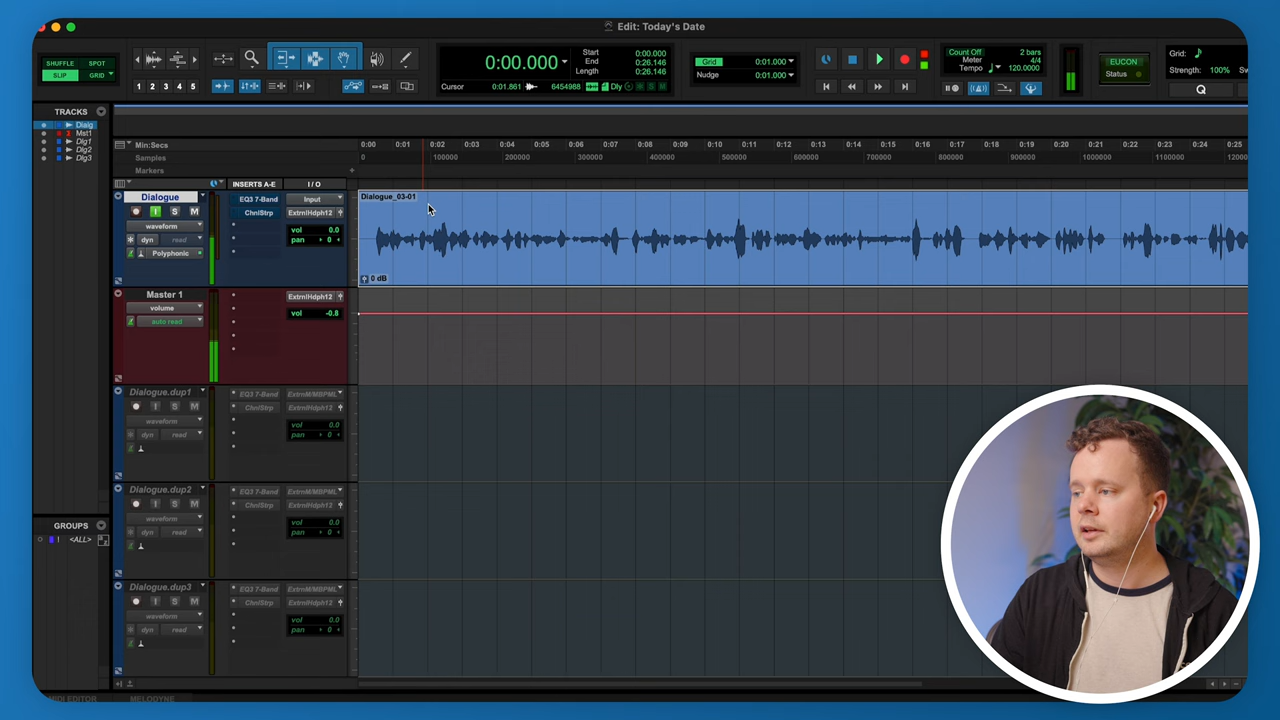 Edit: Today's Date
SHUFFLE SPOT
SLIP GRID
1 2 3 4 5
0:00.000
Start 0:00.000
End 0:26.146
Length 0:26.146
Cursor 0:01.861 6454988 Dly
Grid 0:01.000
Nudge 0:01.000
Count Off 2 bars
Meter 4/4
Tempo 120.0000
EUCON
Status
Grid:
Strength: 100% Sw
Q
TRACKS
Dialg
Mst1
Dlg1
Dlg2
Dlg3
Min:Secs 0:00 0:01 0:02 0:03 0:04 0:05 0:06 0:07 0:08 0:09 0:10 0:11 0:12 0:13 0:14 0:15 0:16 0:17 0:18 0:19 0:20 0:21 0:22 0:23 0:24 0:25
Samples 0 100000 200000 300000 400000 500000 600000 700000 800000 900000 1000000 1100000 12000
Markers
INSERTS A-E I / O
Dialogue EQ3 7-Band Input
I S M ChnlStrp ExtrnlHdph12
waveform vol 0.0
dyn read pan 0
Polyphonic
Dialogue_03-01
0 dB
Master 1 ExtrnlHdph12
volume vol -0.8
auto read
Dialogue.dup1 EQ3 7-Band ExtrnM/MBPML
I S M ChnlStrp ExtrnlHdph12
waveform vol 0.0
dyn read pan 0
Dialogue.dup2 EQ3 7-Band ExtrnM/MBPML
I S M ChnlStrp ExtrnlHdph12
waveform vol 0.0
dyn read pan 0
Dialogue.dup3 EQ3 7-Band ExtrnM/MBPML
I S M ChnlStrp ExtrnlHdph12
waveform vol 0.0
dyn read pan 0
GROUPS
! <ALL>
MIDI EDITOR MELODYNE